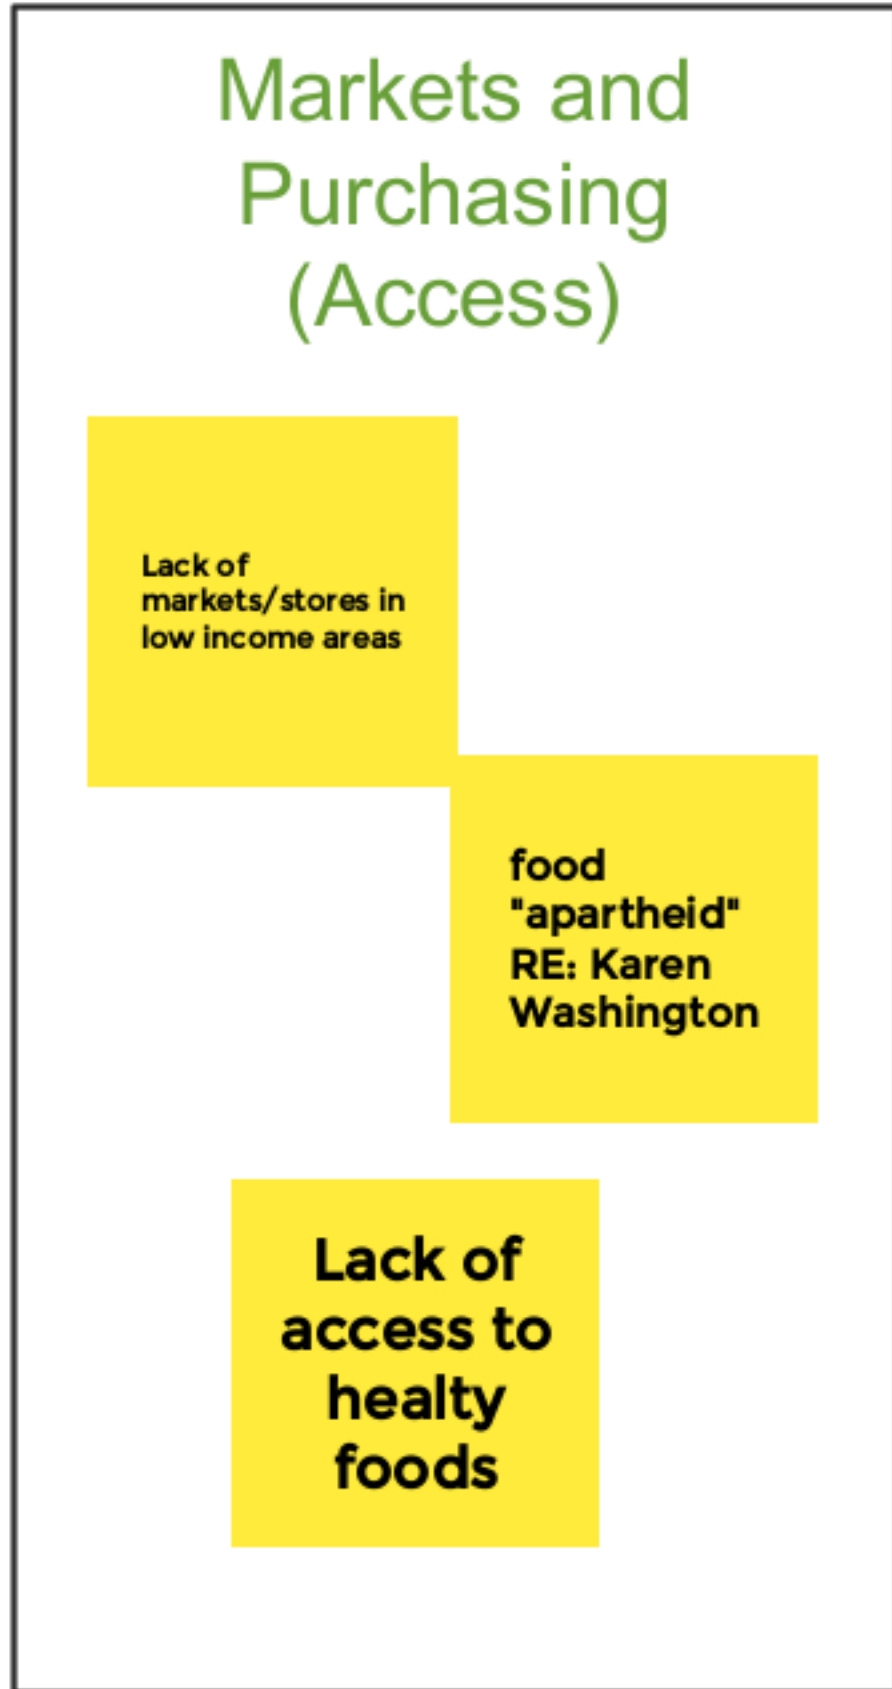 Markets and
Purchasing
(Access)
Lack of
markets/stores in
low income areas
food
"apartheid"
RE: Karen
Washington
Lack of
access to
healty
foods